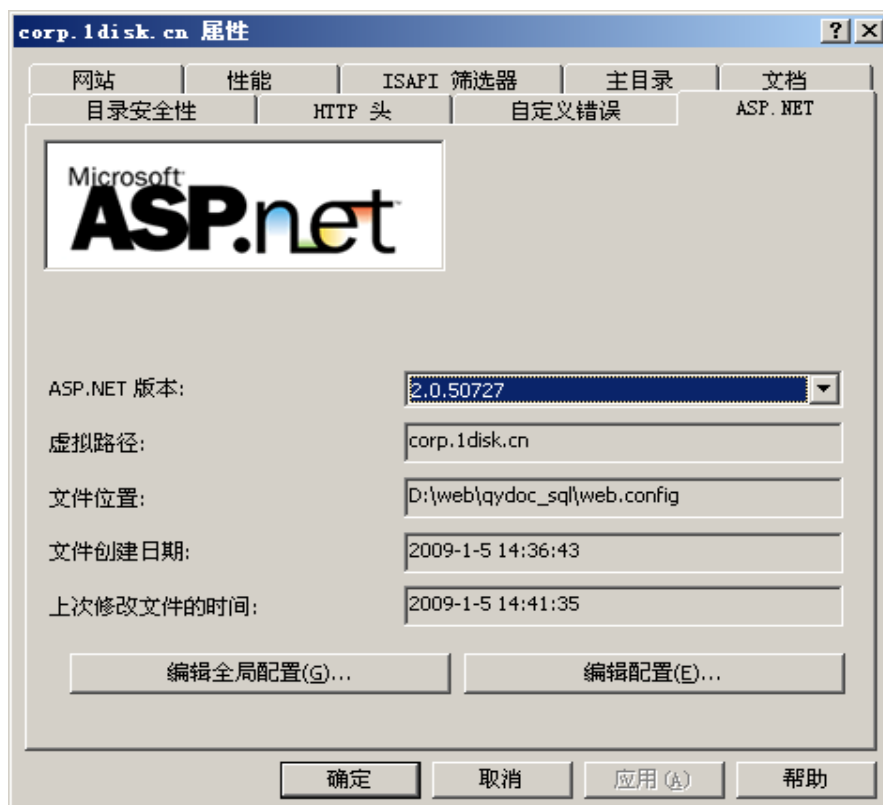 corp.1disk.cn 属性
网站 性能 ISAPI 筛选器 主目录 文档
目录安全性 HTTP 头 自定义错误 ASP.NET
Microsoft
ASP.net
ASP.NET 版本: 2.0.50727
虚拟路径: corp.1disk.cn
文件位置: D:\web\qydoc_sql\web.config
文件创建日期: 2009-1-5 14:36:43
上次修改文件的时间: 2009-1-5 14:41:35
编辑全局配置(G)... 编辑配置(E)...
确定 取消 应用(A) 帮助